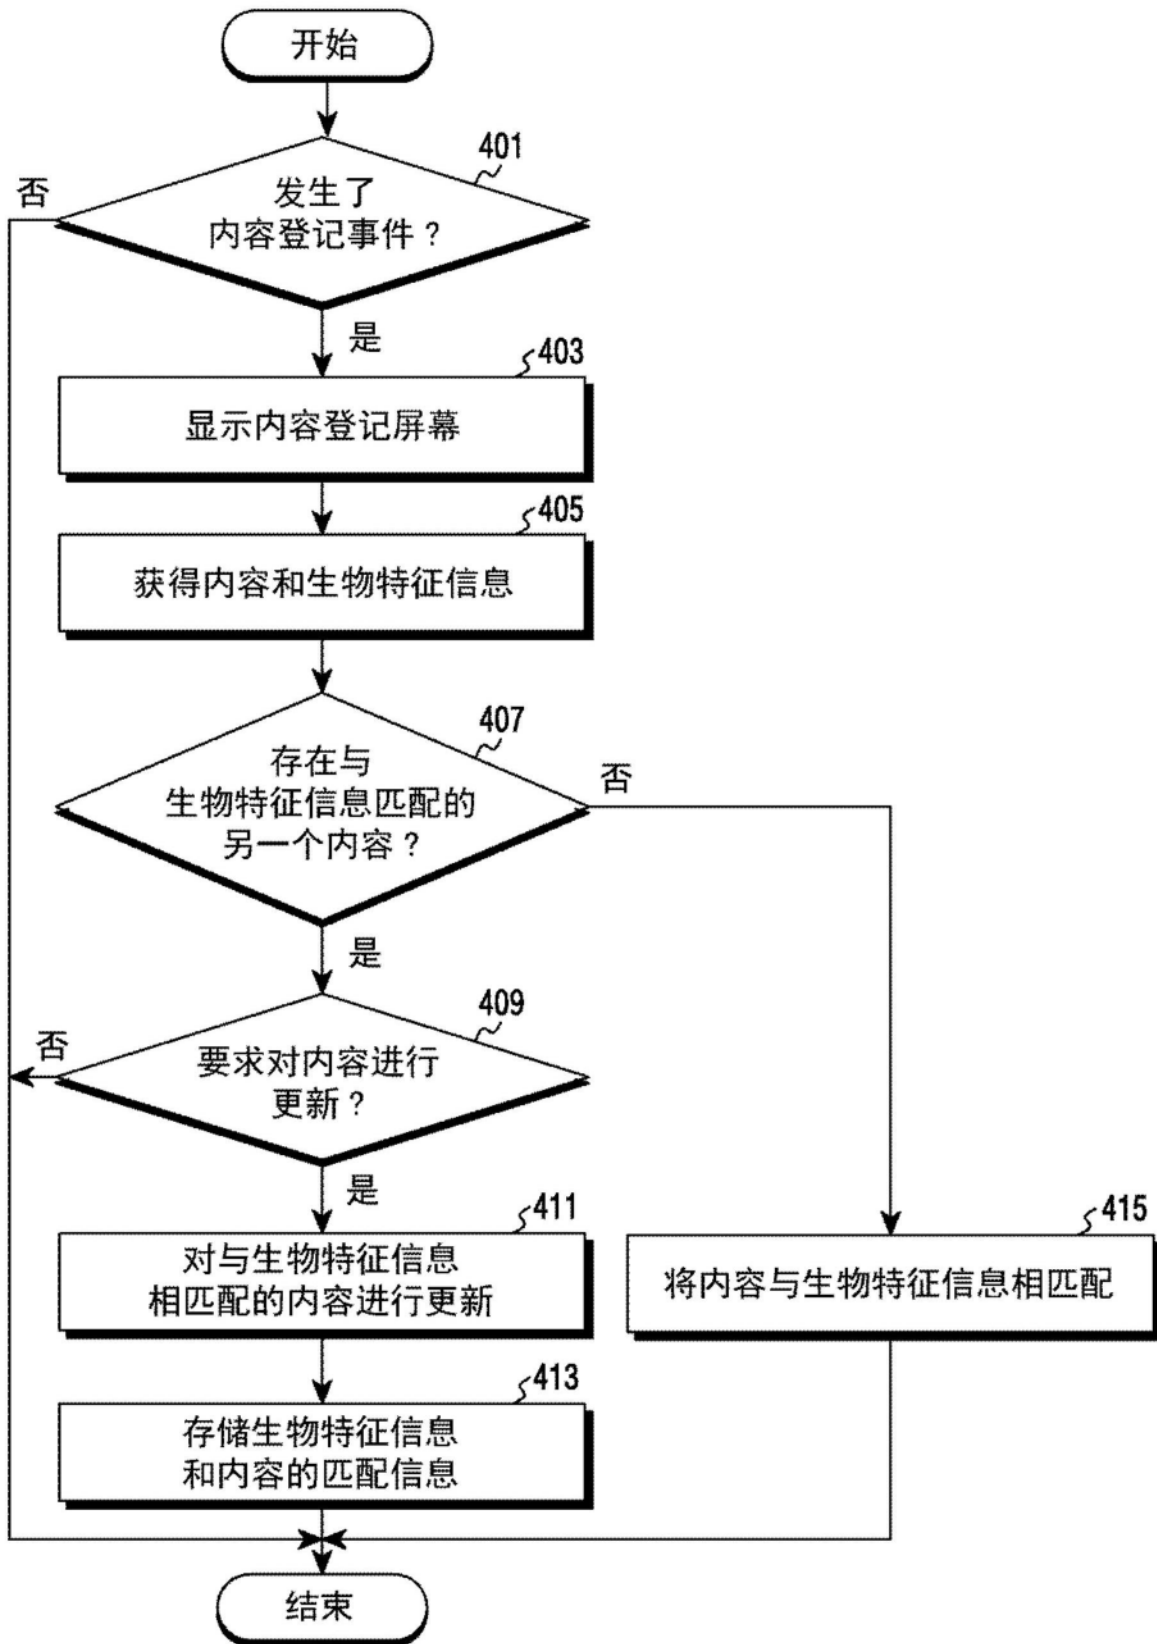 开始
401
否
发生了
内容登记事件？
是
403
显示内容登记屏幕
405
获得内容和生物特征信息
407
存在与
生物特征信息匹配的
另一个内容？
否
是
409
否
要求对内容进行
更新？
是
411
对与生物特征信息
相匹配的内容进行更新
415
将内容与生物特征信息相匹配
413
存储生物特征信息
和内容的匹配信息
结束